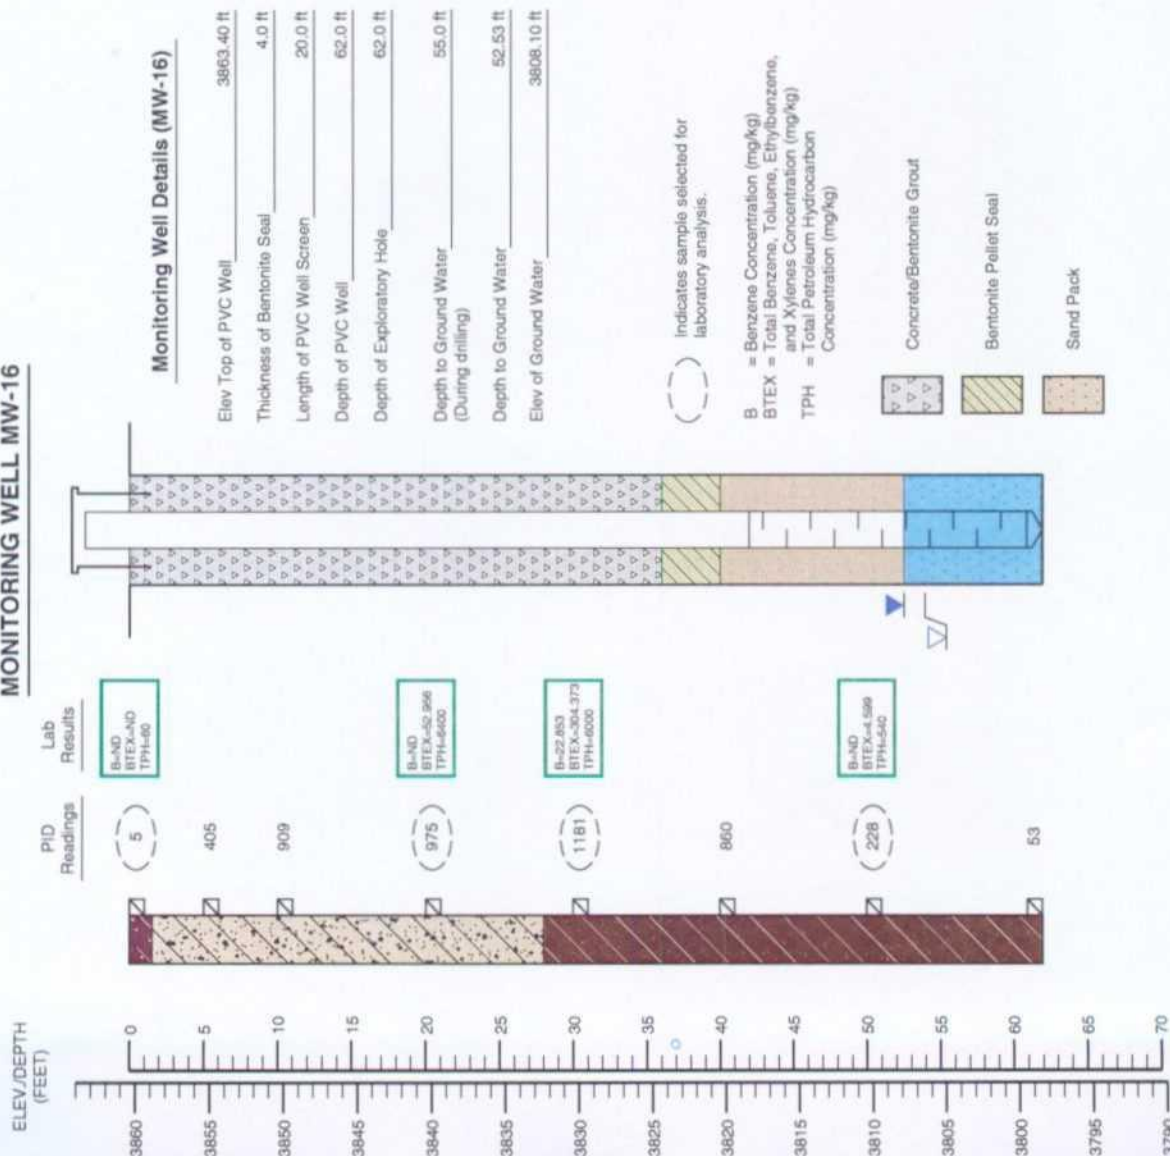 MONITORING WELL MW-16
ELEV./DEPTH
(FEET)
PID
Readings
Lab
Results
3860
3855
3850
3845
3840
3835
3830
3825
3820
3815
3810
3805
3800
3795
3790
0
5
10
15
20
25
30
35
40
45
50
55
60
65
70
5
405
909
975
1181
860
228
53
B=ND
BTEX=ND
TPH=60
B=ND
BTEX=52.956
TPH=6400
B=22.853
BTEX=304.373
TPH=6000
B=ND
BTEX=4.599
TPH=540
Monitoring Well Details (MW-16)
Elev Top of PVC Well 3863.40 ft
Thickness of Bentonite Seal 4.0 ft
Length of PVC Well Screen 20.0 ft
Depth of PVC Well 62.0 ft
Depth of Exploratory Hole 62.0 ft
Depth to Ground Water 55.0 ft
(During drilling)
Depth to Ground Water 52.53 ft
Elev of Ground Water 3808.10 ft
Indicates sample selected for
laboratory analysis.
B = Benzene Concentration (mg/kg)
BTEX = Total Benzene, Toluene, Ethylbenzene,
and Xylenes Concentration (mg/kg)
TPH = Total Petroleum Hydrocarbon
Concentration (mg/kg)
Concrete/Bentonite Grout
Bentonite Pellet Seal
Sand Pack